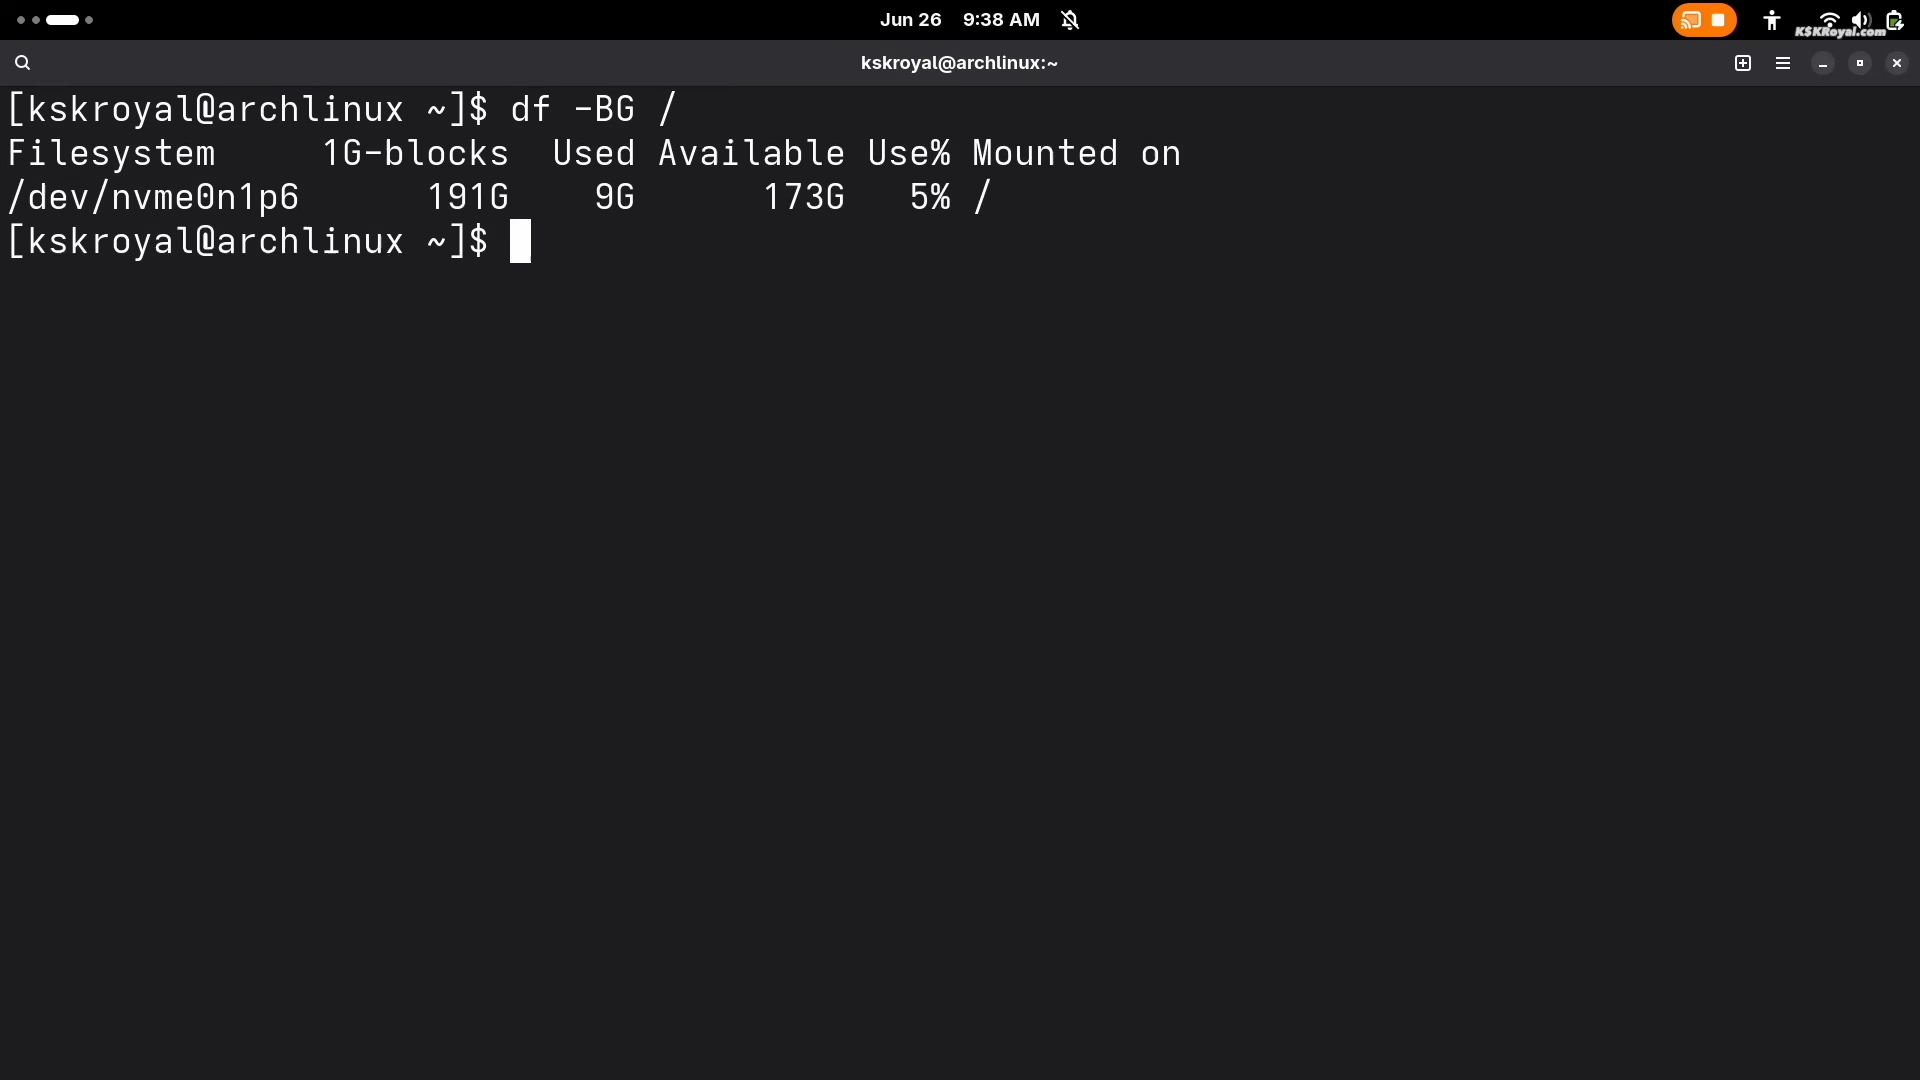 Jun 26 9:38 AM
K$KRoyal.com
kskroyal@archlinux:~
[kskroyal@archlinux ~]$ df -BG /
Filesystem     1G-blocks  Used Available Use% Mounted on
/dev/nvme0n1p6      191G    9G      173G   5% /
[kskroyal@archlinux ~]$